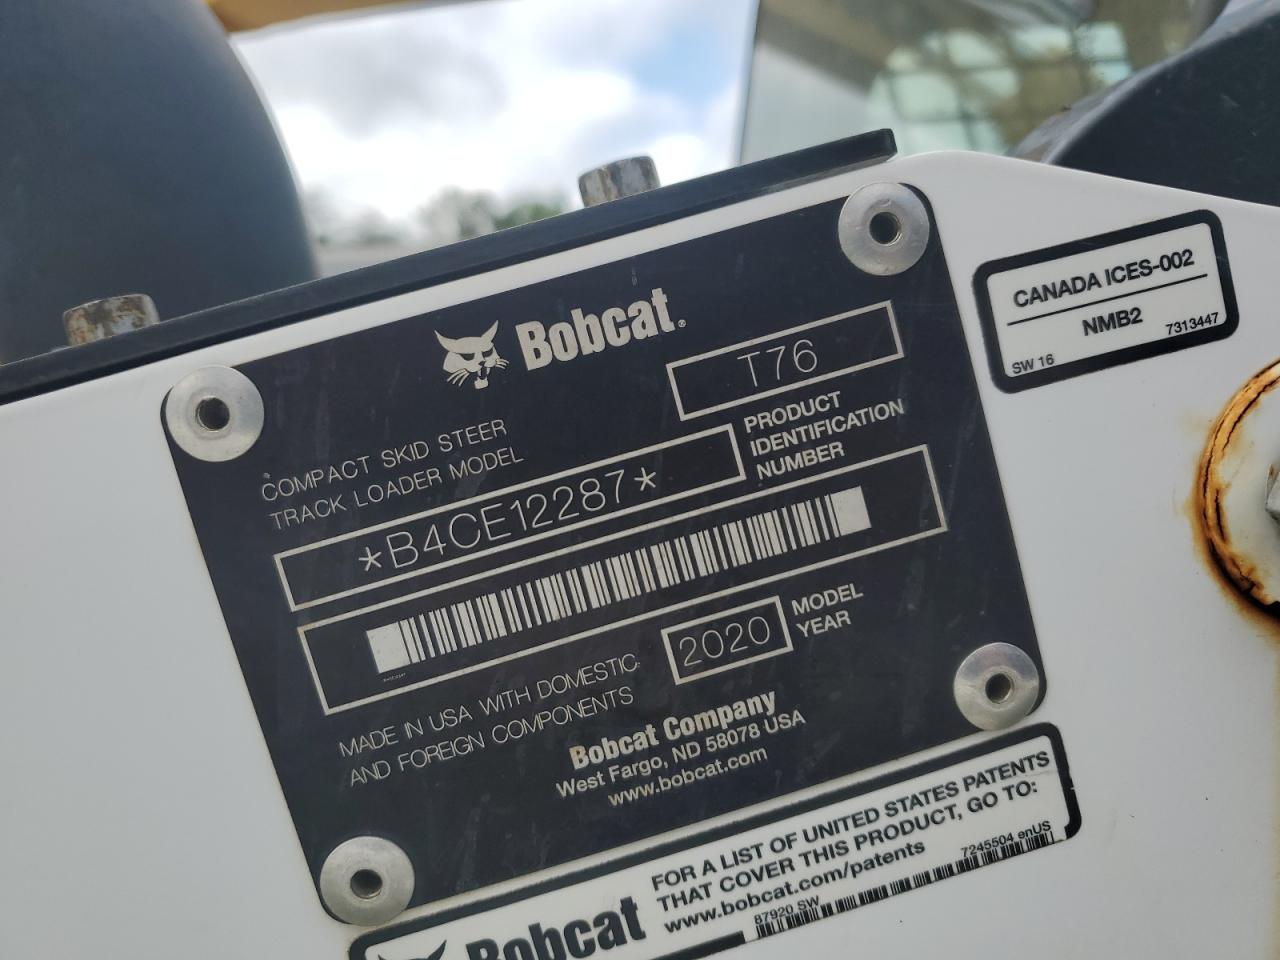 Bobcat®
COMPACT SKID STEER
TRACK LOADER MODEL
T76
*B4CE12287*
PRODUCT
IDENTIFICATION
NUMBER
MADE IN USA WITH DOMESTIC
AND FOREIGN COMPONENTS
2020
MODEL
YEAR
Bobcat Company
West Fargo, ND 58078 USA
www.bobcat.com
CANADA ICES-002
NMB2
SW 16
7313447
Bobcat
FOR A LIST OF UNITED STATES PATENTS
THAT COVER THIS PRODUCT, GO TO:
www.bobcat.com/patents
7245504 enUS
87920 SW